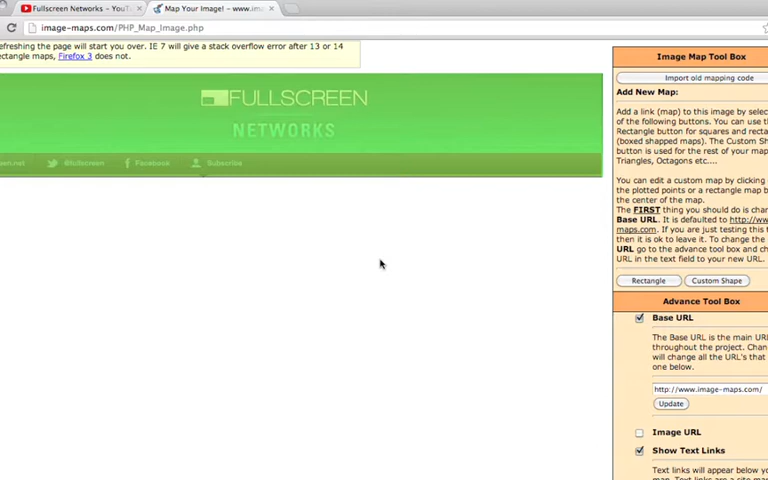 Fullscreen Networks - YouT
Map Your Image! - www.im
image-maps.com/PHP_Map_Image.php
efreshing the page will start you over. IE 7 will give a stack overflow error after 13 or 14
ectangle maps, Firefox 3 does not.
FULLSCREEN
NETWORKS
een.net
@fullscreen
Facebook
Subscribe
Image Map Tool Box
Import old mapping code
Add New Map:
Add a link (map) to this image by selec
of the following buttons. You can use th
Rectangle button for squares and recta
(boxed shapped maps). The Custom Sh
button is used for the rest of your map
Triangles, Octagons etc....
You can edit a custom map by clicking
the plotted points or a rectangle map b
the center of the map.
The FIRST thing you should do is char
Base URL. It is defaulted to http://ww
maps.com. If you are just testing this t
then it is ok to leave it. To change the
URL go to the advance tool box and ch
URL in the text field to your new URL.
Rectangle
Custom Shape
Advance Tool Box
Base URL
The Base URL is the main UR
throughout the project. Chan
will change all the URL's that
one below.
http://www.image-maps.com/
Update
Image URL
Show Text Links
Text links will appear below yo
map. Text links are a site ma